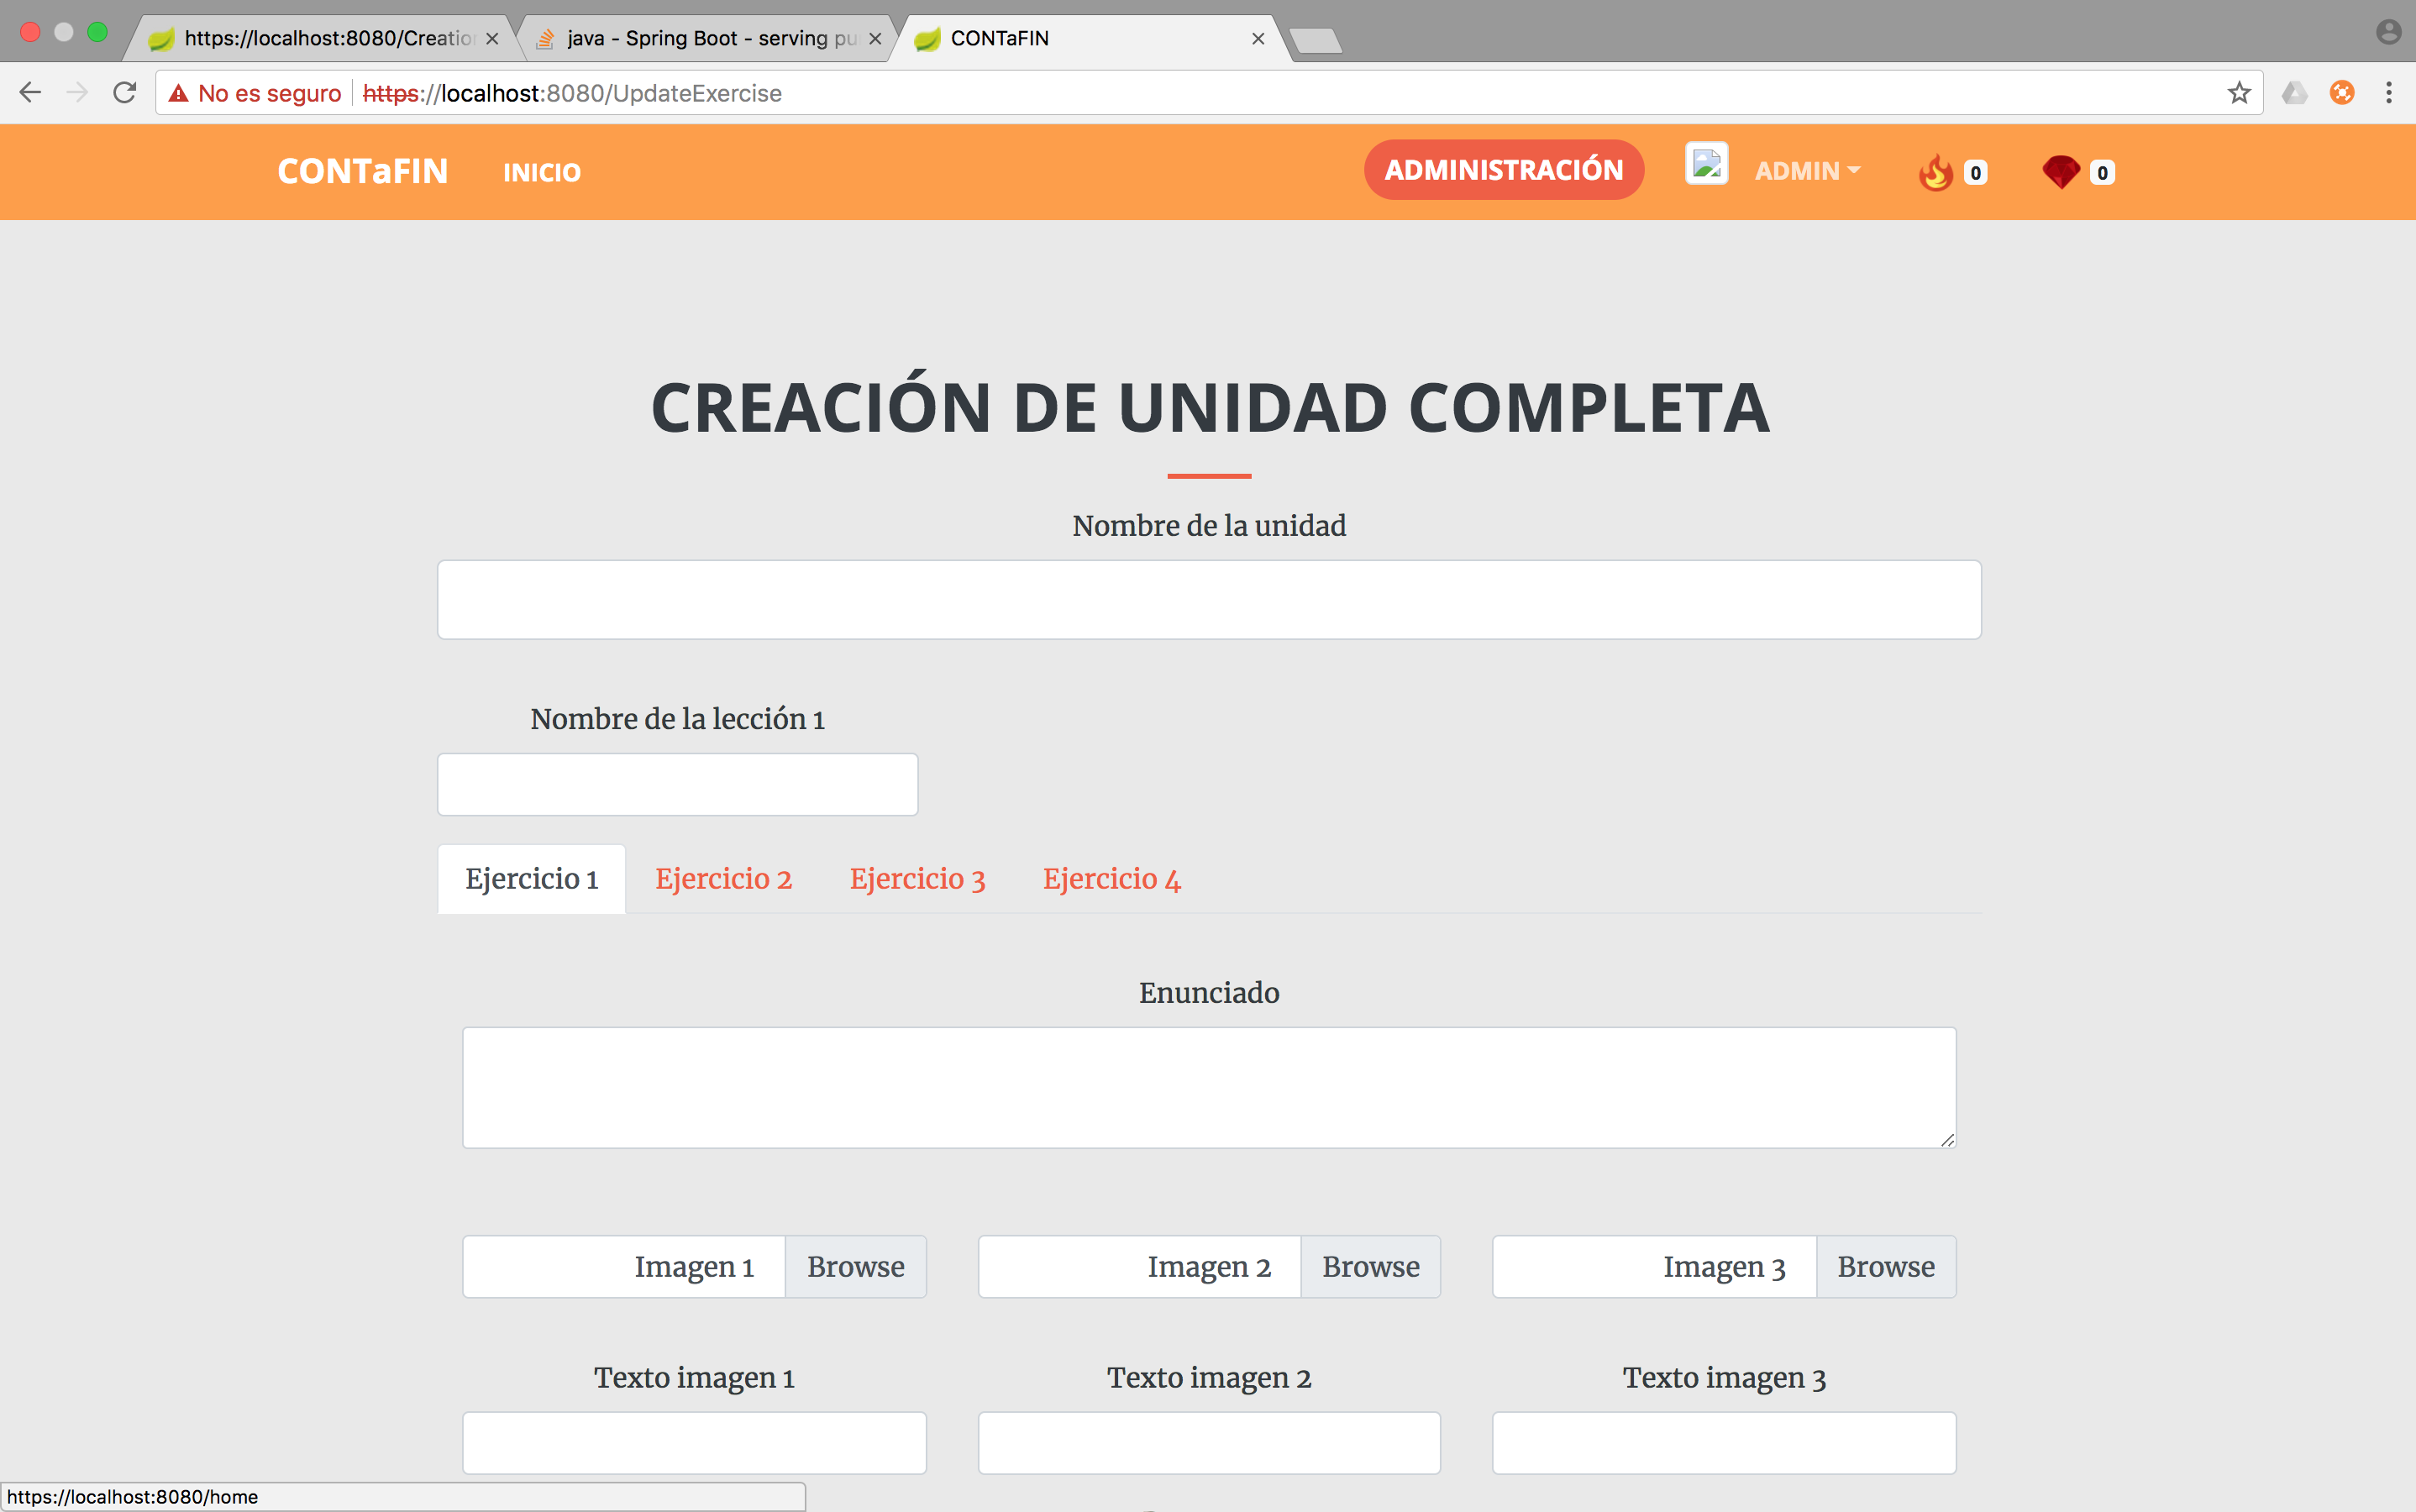 https://localhost:8080/Creation
java - Spring Boot - serving pu
CONTaFIN
No es seguro https://localhost:8080/UpdateExercise
CONTaFIN INICIO ADMINISTRACIÓN ADMIN 0 0
CREACIÓN DE UNIDAD COMPLETA
Nombre de la unidad
Nombre de la lección 1
Ejercicio 1 Ejercicio 2 Ejercicio 3 Ejercicio 4
Enunciado
Imagen 1 Browse Imagen 2 Browse Imagen 3 Browse
Texto imagen 1 Texto imagen 2 Texto imagen 3
https://localhost:8080/home